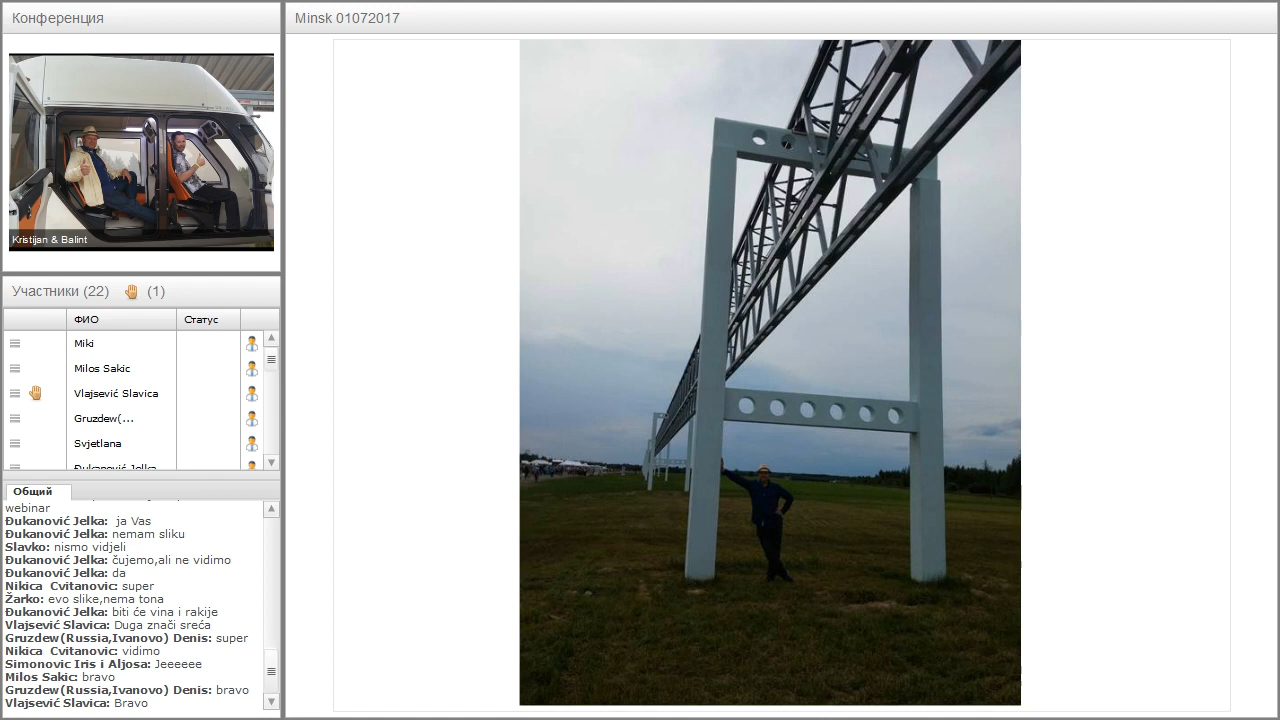 Конференция
Minsk 01072017
Kristijan & Balint
Участники (22) (1)
ФИО Статус
Miki
Milos Sakic
Vlajsević Slavica
Gruzdew(...
Svjetlana
Đukanović Jelka
Общий
webinar
Đukanović Jelka: ja Vas
Đukanović Jelka: nemam sliku
Slavko: nismo vidjeli
Đukanović Jelka: čujemo,ali ne vidimo
Đukanović Jelka: da
Nikica Cvitanovic: super
Žarko: evo slike,nema tona
Đukanović Jelka: biti će vina i rakije
Vlajsević Slavica: Duga znači sreća
Gruzdew(Russia,Ivanovo) Denis: super
Nikica Cvitanovic: vidimo
Simonovic Iris i Aljosa: Jeeeeee
Milos Sakic: bravo
Gruzdew(Russia,Ivanovo) Denis: bravo
Vlajsević Slavica: Bravo